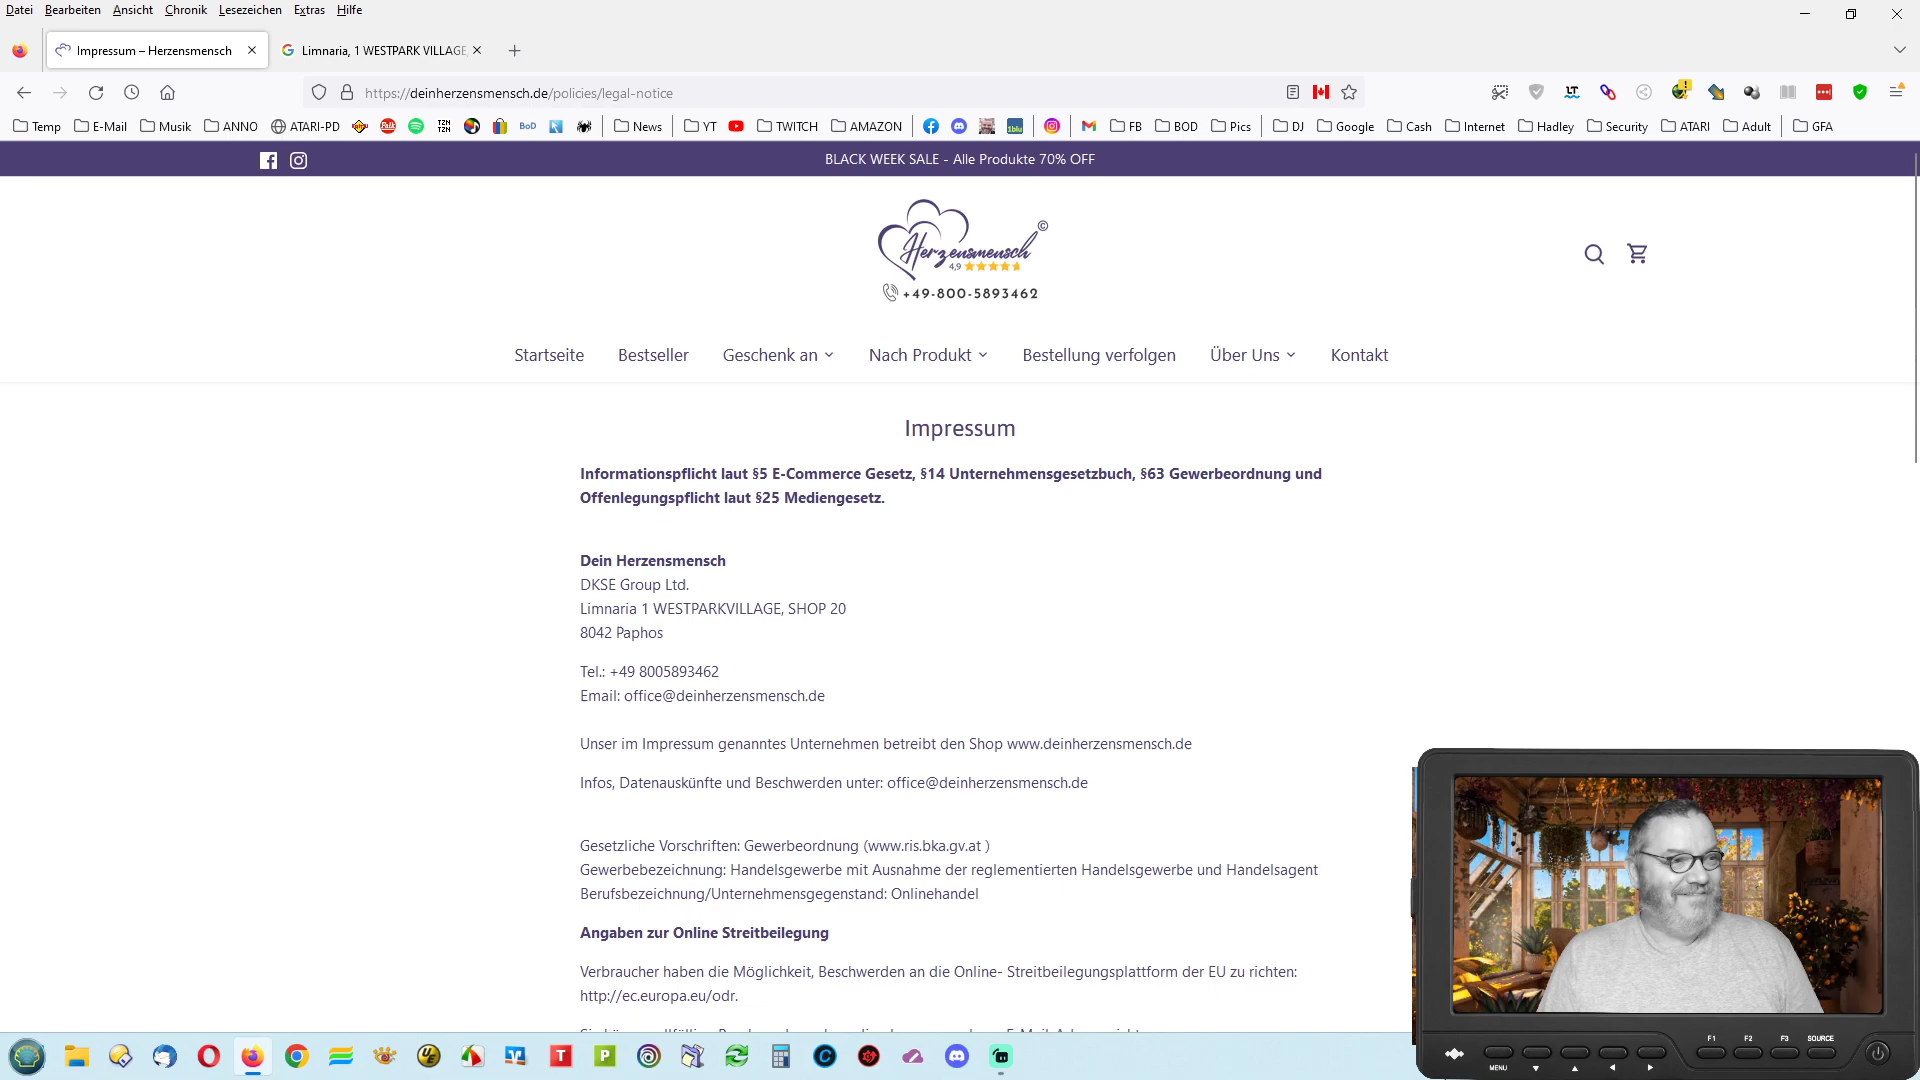 Datei Bearbeiten Ansicht Chronik Lesezeichen Extras Hilfe
Impressum – Herzensmensch
Limnaria, 1 WESTPARK VILLAGE,
https://deinherzensmensch.de/policies/legal-notice
Temp E-Mail Musik ANNO ATARI-PD BoD News YT TWITCH AMAZON 1blu FB BOD Pics DJ Google Cash Internet Hadley Security ATARI Adult GFA
BLACK WEEK SALE - Alle Produkte 70% OFF
Herzensmensch ©
4,9
+49-800-5893462
Startseite Bestseller Geschenk an Nach Produkt Bestellung verfolgen Über Uns Kontakt
Impressum
Informationspflicht laut §5 E-Commerce Gesetz, §14 Unternehmensgesetzbuch, §63 Gewerbeordnung und
Offenlegungspflicht laut §25 Mediengesetz.
Dein Herzensmensch
DKSE Group Ltd.
Limnaria 1 WESTPARKVILLAGE, SHOP 20
8042 Paphos
Tel.: +49 8005893462
Email: office@deinherzensmensch.de
Unser im Impressum genanntes Unternehmen betreibt den Shop www.deinherzensmensch.de
Infos, Datenauskünfte und Beschwerden unter: office@deinherzensmensch.de
Gesetzliche Vorschriften: Gewerbeordnung (www.ris.bka.gv.at )
Gewerbebezeichnung: Handelsgewerbe mit Ausnahme der reglementierten Handelsgewerbe und Handelsagent
Berufsbezeichnung/Unternehmensgegenstand: Onlinehandel
Angaben zur Online Streitbeilegung
Verbraucher haben die Möglichkeit, Beschwerden an die Online- Streitbeilegungsplattform der EU zu richten:
http://ec.europa.eu/odr.
F1 F2 F3 SOURCE
MENU